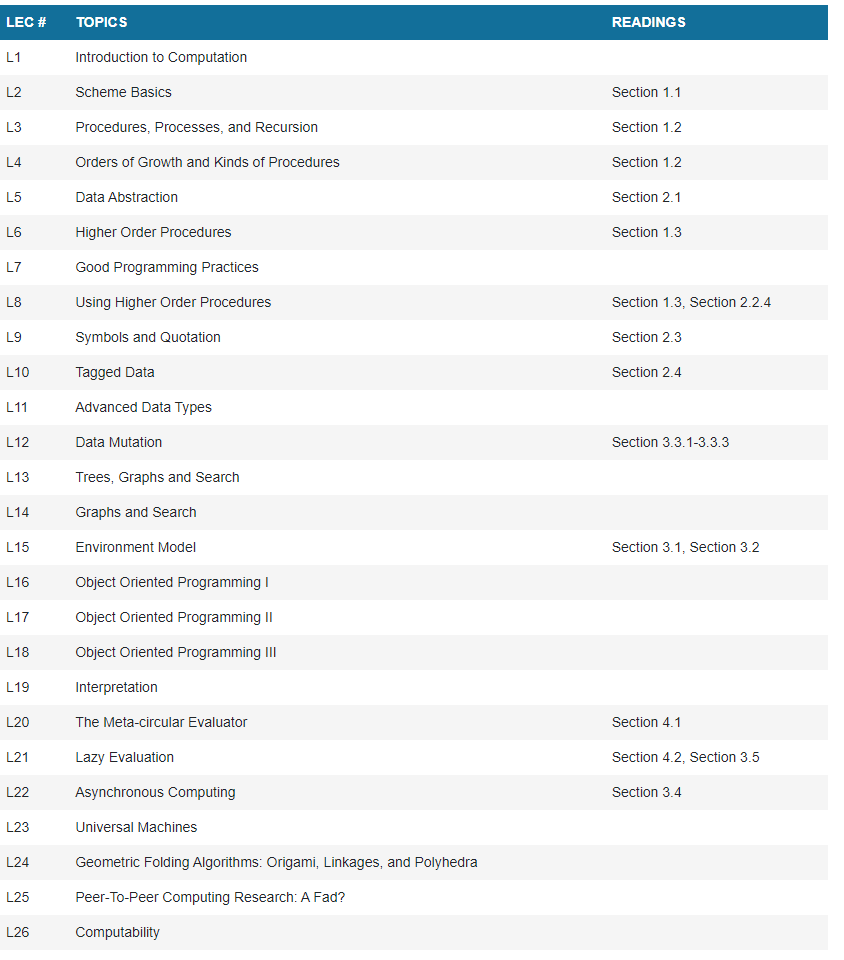 LEC # TOPICS READINGS
L1 Introduction to Computation
L2 Scheme Basics Section 1.1
L3 Procedures, Processes, and Recursion Section 1.2
L4 Orders of Growth and Kinds of Procedures Section 1.2
L5 Data Abstraction Section 2.1
L6 Higher Order Procedures Section 1.3
L7 Good Programming Practices
L8 Using Higher Order Procedures Section 1.3, Section 2.2.4
L9 Symbols and Quotation Section 2.3
L10 Tagged Data Section 2.4
L11 Advanced Data Types
L12 Data Mutation Section 3.3.1-3.3.3
L13 Trees, Graphs and Search
L14 Graphs and Search
L15 Environment Model Section 3.1, Section 3.2
L16 Object Oriented Programming I
L17 Object Oriented Programming II
L18 Object Oriented Programming III
L19 Interpretation
L20 The Meta-circular Evaluator Section 4.1
L21 Lazy Evaluation Section 4.2, Section 3.5
L22 Asynchronous Computing Section 3.4
L23 Universal Machines
L24 Geometric Folding Algorithms: Origami, Linkages, and Polyhedra
L25 Peer-To-Peer Computing Research: A Fad?
L26 Computability